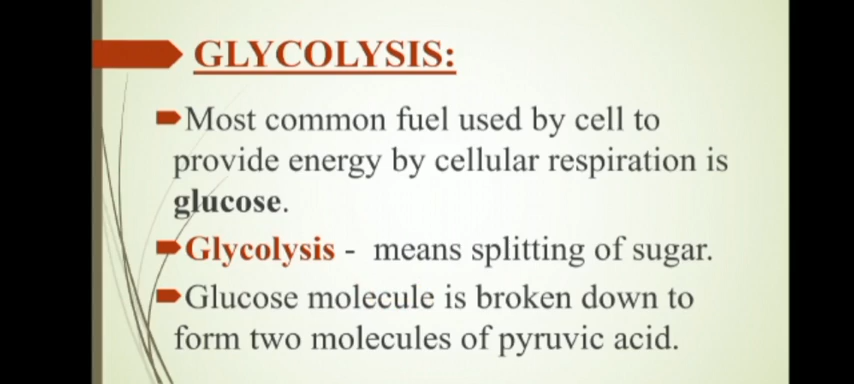 GLYCOLYSIS:
Most common fuel used by cell to
provide energy by cellular respiration is
glucose.
Glycolysis - means splitting of sugar.
Glucose molecule is broken down to
form two molecules of pyruvic acid.